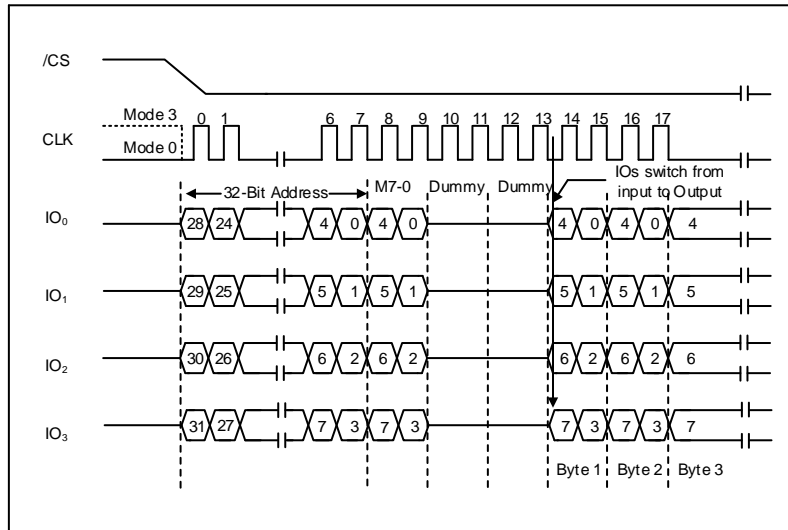 /CS
Mode 3
0 1 6 7 8 9 10 11 12 13 14 15 16 17
CLK
Mode 0
IOs switch from
input to Output
32-Bit Address M7-0 Dummy Dummy
IO0 28 24 4 0 4 0 4 0 4 0 4
IO1 29 25 5 1 5 1 5 1 5 1 5
IO2 30 26 6 2 6 2 6 2 6 2 6
IO3 31 27 7 3 7 3 7 3 7 3 7
Byte 1 Byte 2 Byte 3